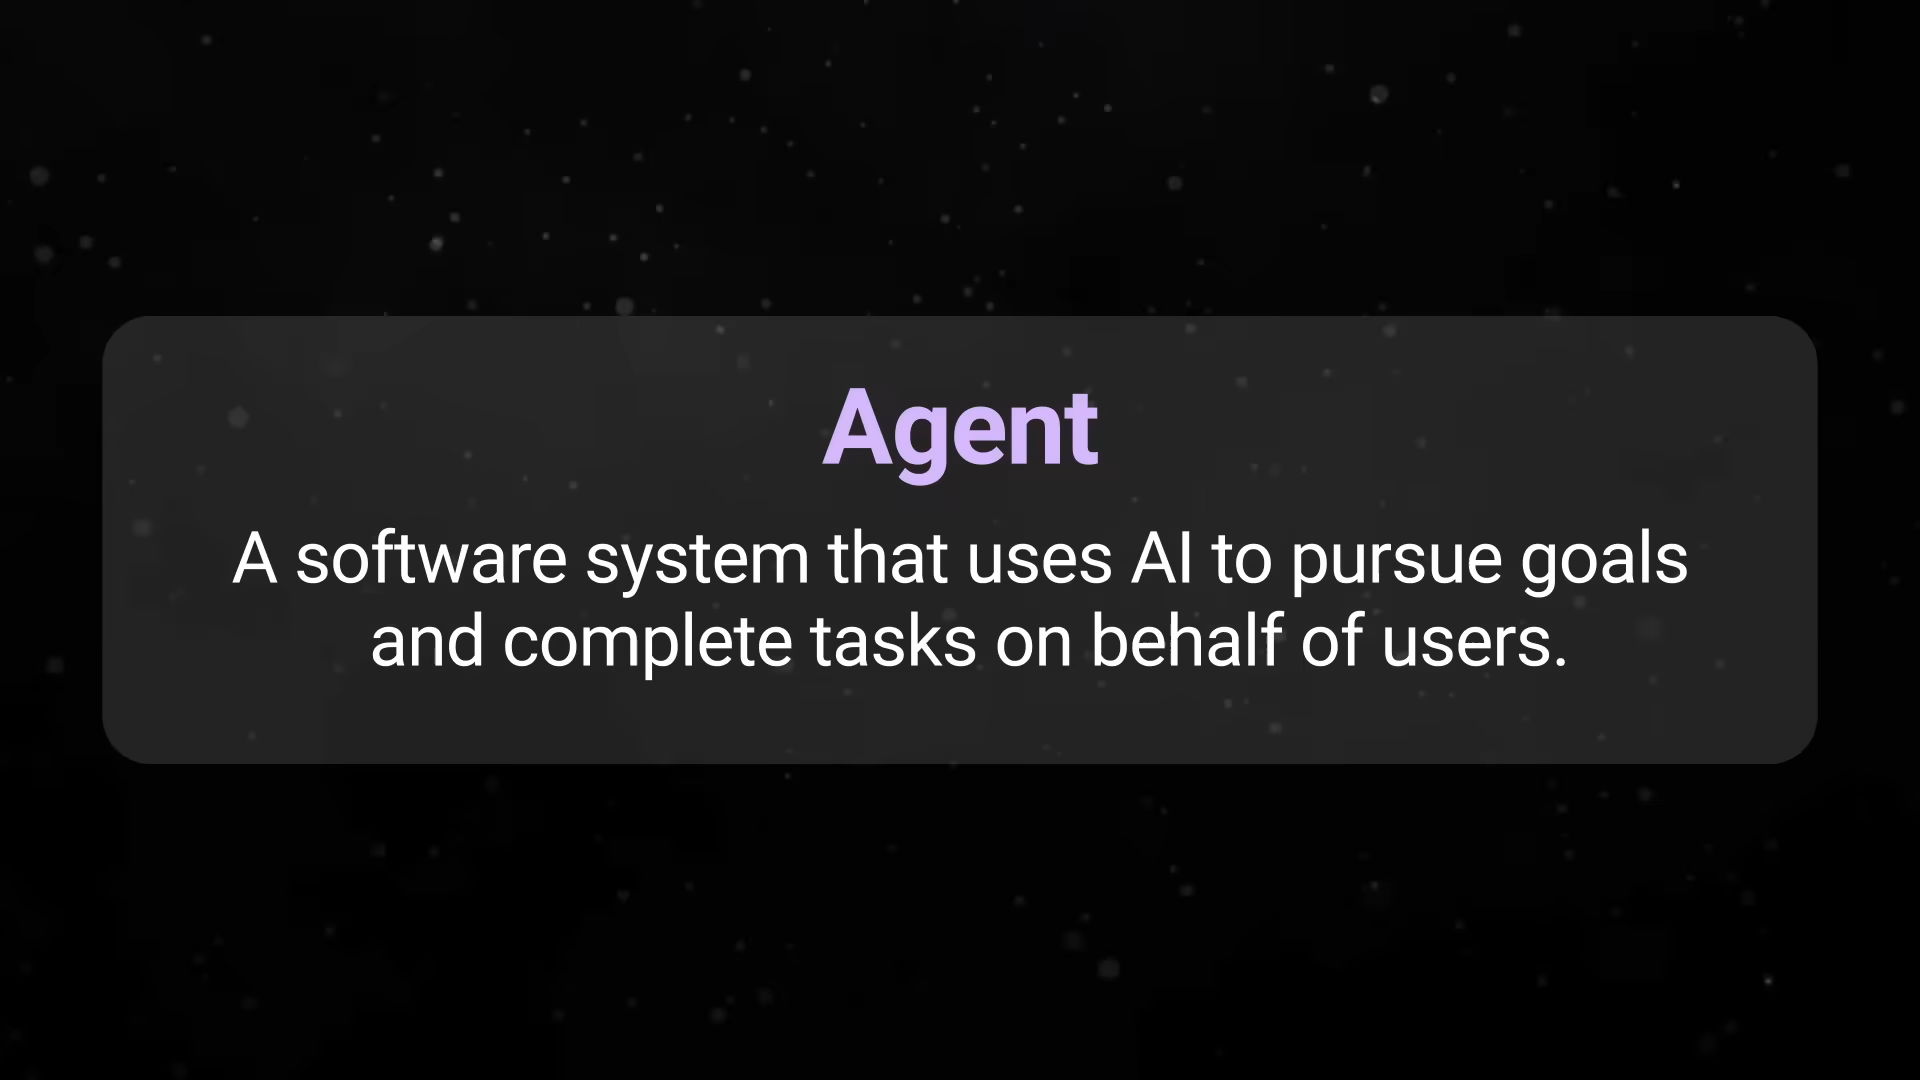 Agent
A software system that uses AI to pursue goals
and complete tasks on behalf of users.